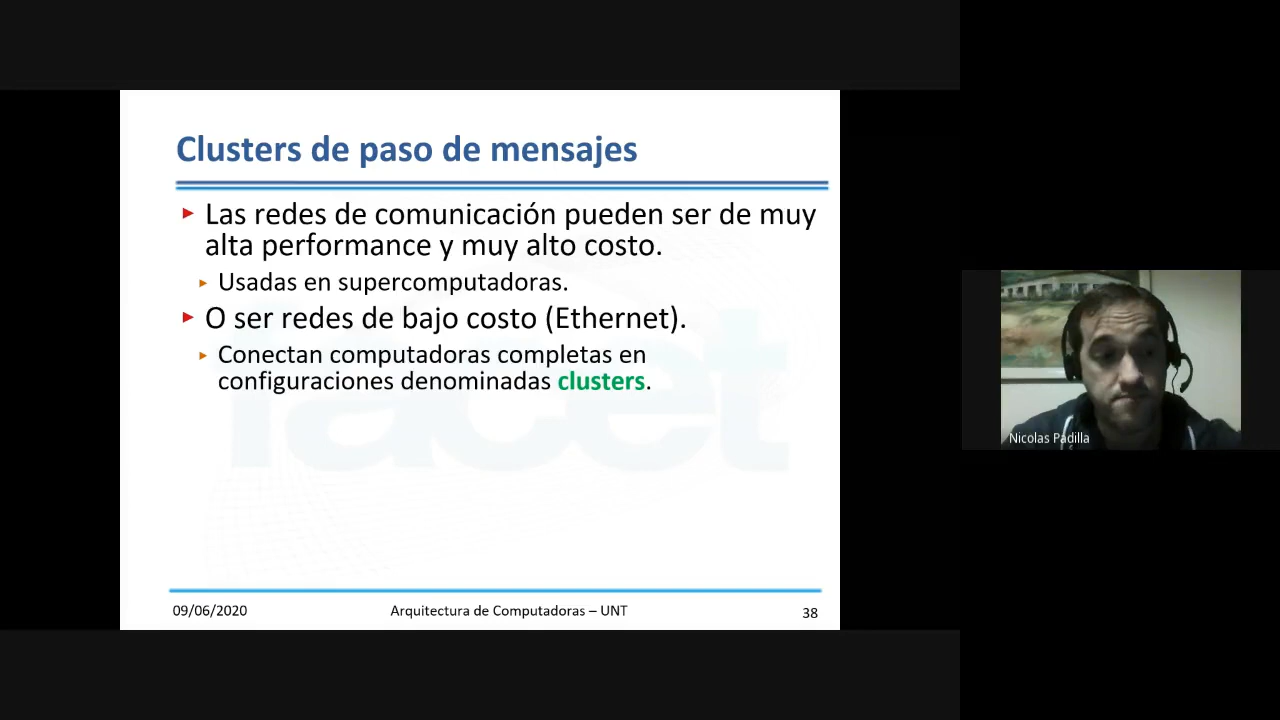 Clusters de paso de mensajes
Las redes de comunicación pueden ser de muy
alta performance y muy alto costo.
Usadas en supercomputadoras.
O ser redes de bajo costo (Ethernet).
Conectan computadoras completas en
configuraciones denominadas clusters.
facet
09/06/2020
Arquitectura de Computadoras – UNT
38
Nicolas Padilla